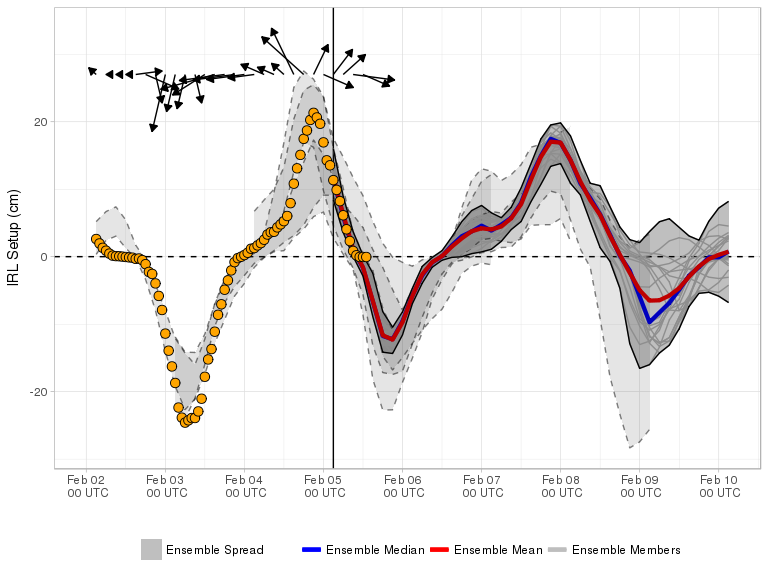 IRL Setup (cm)
20
0
-20
Feb 02 Feb 03 Feb 04 Feb 05 Feb 06 Feb 07 Feb 08 Feb 09 Feb 10
00 UTC 00 UTC 00 UTC 00 UTC 00 UTC 00 UTC 00 UTC 00 UTC 00 UTC
Ensemble Spread Ensemble Median Ensemble Mean Ensemble Members